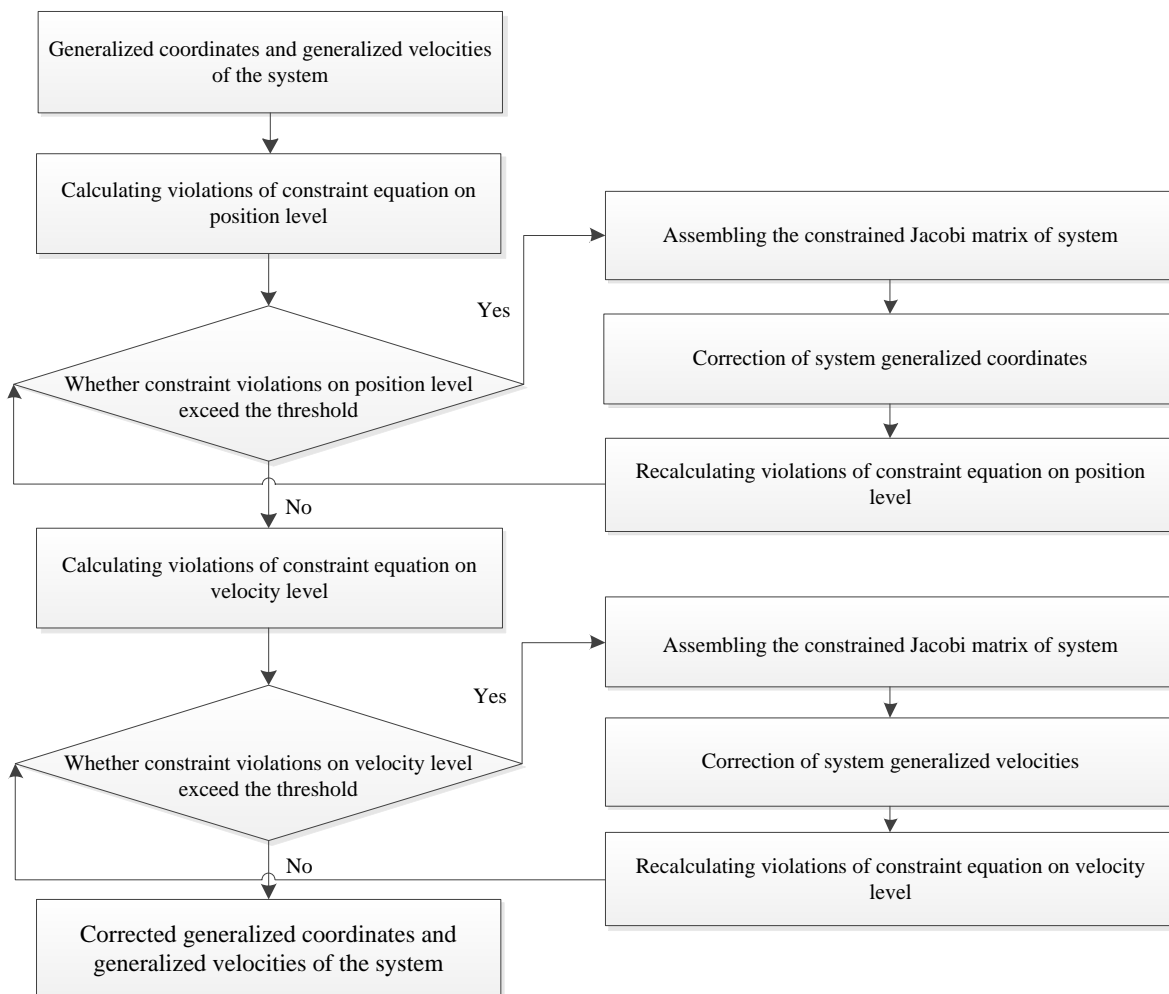 Generalized coordinates and generalized velocities
of the system
Calculating violations of constraint equation on
position level
Whether constraint violations on position level
exceed the threshold
Yes
Assembling the constrained Jacobi matrix of system
Correction of system generalized coordinates
Recalculating violations of constraint equation on position
level
No
Calculating violations of constraint equation on
velocity level
Whether constraint violations on velocity level
exceed the threshold
Yes
Assembling the constrained Jacobi matrix of system
Correction of system generalized velocities
Recalculating violations of constraint equation on velocity
level
No
Corrected generalized coordinates and
generalized velocities of the system